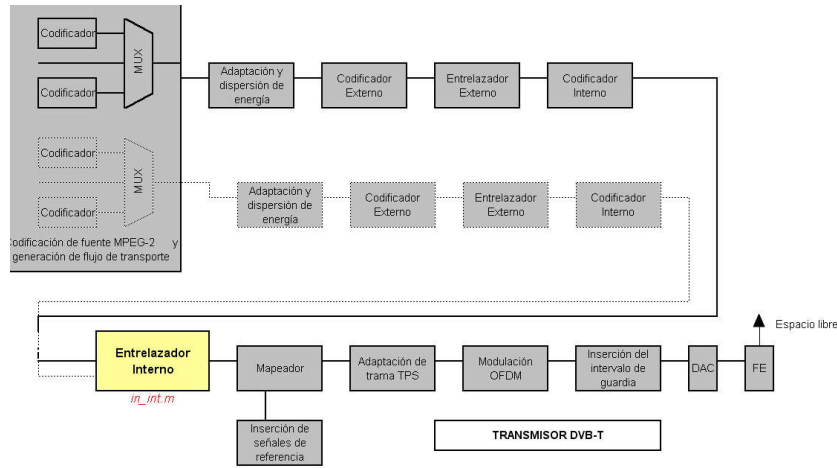 Codificador
MUX
Codificador
Adaptación y
dispersión de
energía
Codificador
Externo
Entrelazador
Externo
Codificador
Interno
Codificador
MUX
Codificador
Adaptación y
dispersión de
energía
Codificador
Externo
Entrelazador
Externo
Codificador
Interno
Codificación de fuente MPEG-2 y
generación de flujo de transporte
Espacio libre
Entrelazador
Interno
in_int.m
Mapeador
Adaptación de
trama TPS
Modulación
OFDM
Inserción del
intervalo de
guardia
DAC
FE
Inserción de
señales de
referencia
TRANSMISOR DVB-T